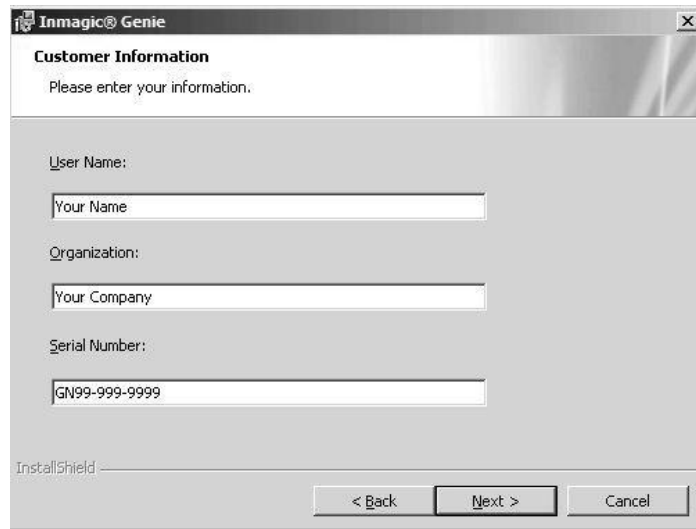 Inmagic® Genie
Customer Information
Please enter your information.
User Name:
Your Name
Organization:
Your Company
Serial Number:
GN99-999-9999
InstallShield
< Back Next > Cancel